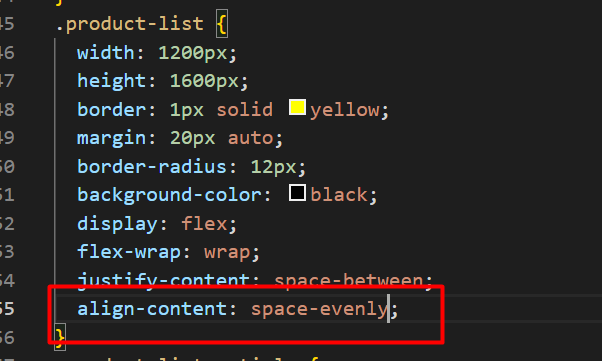 }
45 .product-list {
46 width: 1200px;
47 height: 1600px;
48 border: 1px solid yellow;
49 margin: 20px auto;
50 border-radius: 12px;
51 background-color: black;
52 display: flex;
53 flex-wrap: wrap;
54 justify-content: space-between;
55 align-content: space-evenly;
56 }